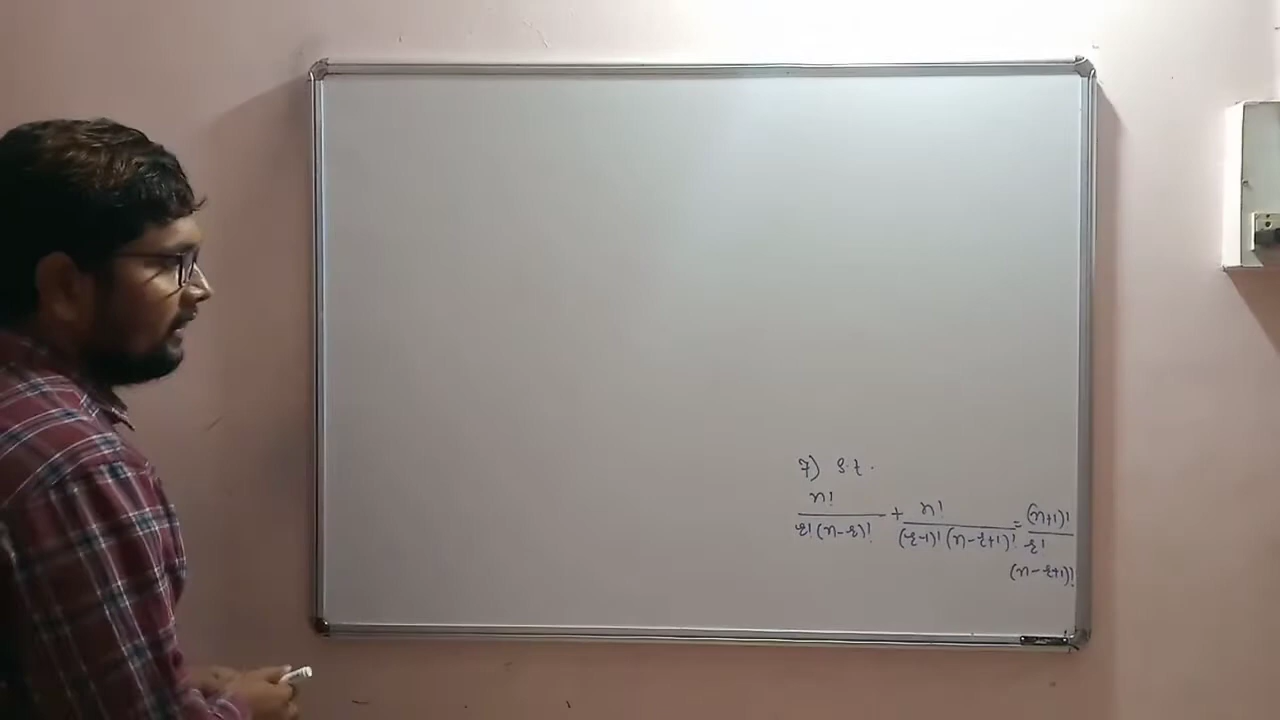 7) S.t.
n!/r!(n-r)! + n!/(r-1)!(n-r+1)! = (n+1)!/r!(n-r+1)!